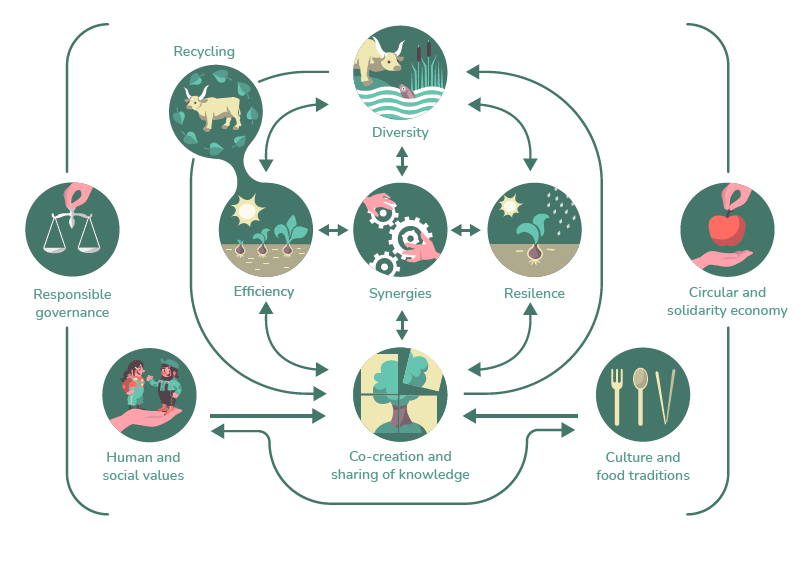 Recycling
Diversity
Efficiency
Synergies
Resilence
Responsible
governance
Circular and
solidarity economy
Human and
social values
Co-creation and
sharing of knowledge
Culture and
food traditions